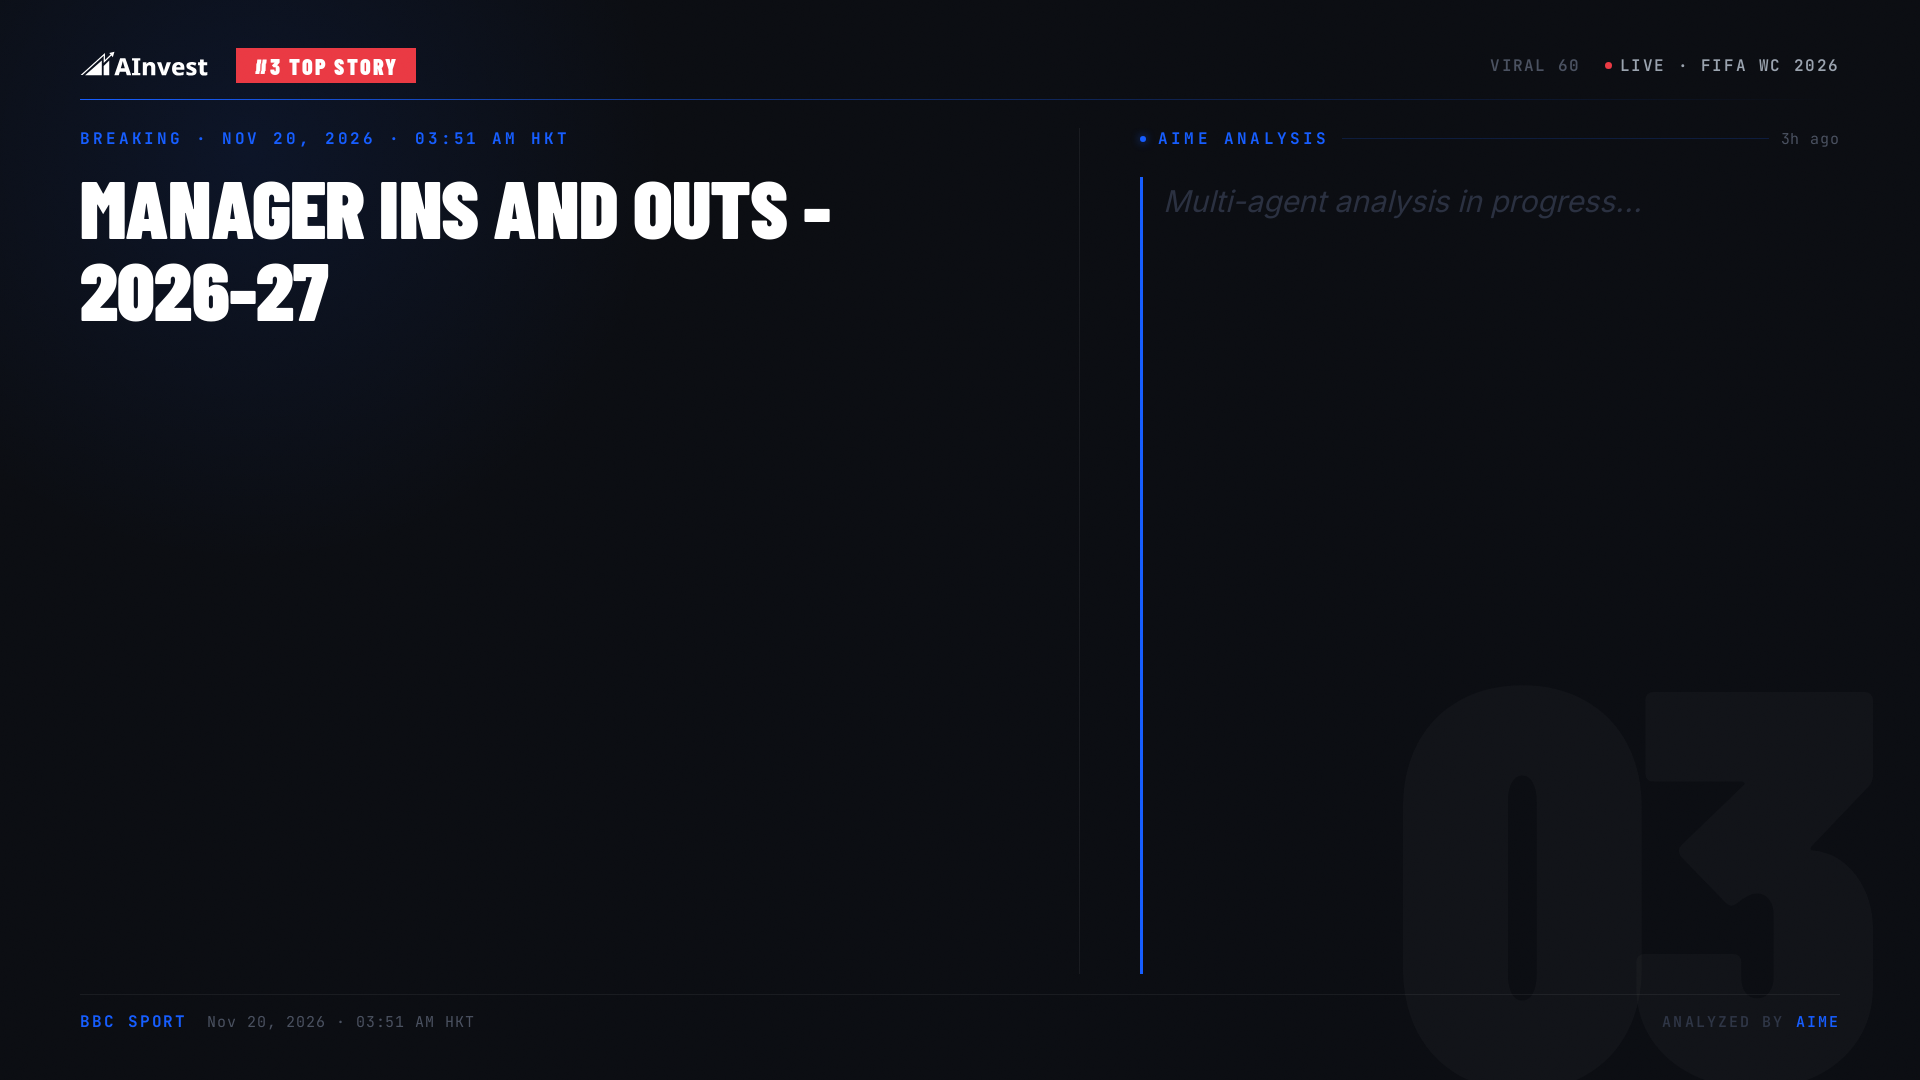 AInvest
#3 TOP STORY
VIRAL 60
LIVE · FIFA WC 2026
BREAKING · NOV 20, 2026 · 03:51 AM HKT
MANAGER INS AND OUTS -
2026-27
AIME ANALYSIS
3h ago
Multi-agent analysis in progress...
03
BBC SPORT
Nov 20, 2026 · 03:51 AM HKT
ANALYZED BY AIME